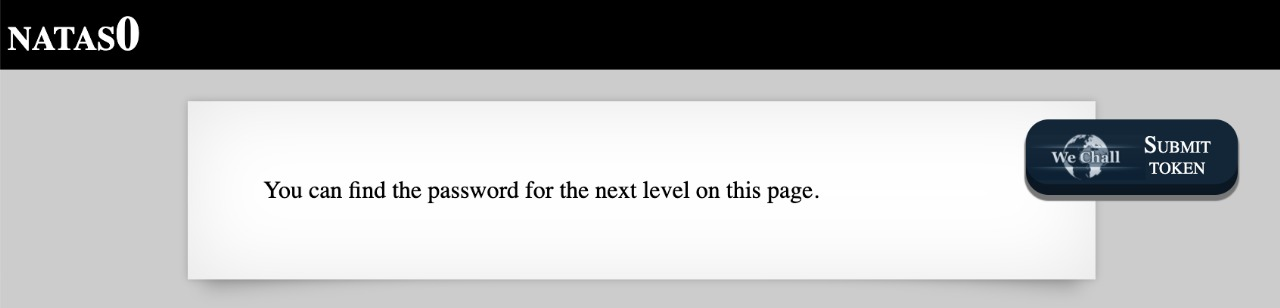 NATAS0
You can find the password for the next level on this page.
We Chall
SUBMIT
TOKEN